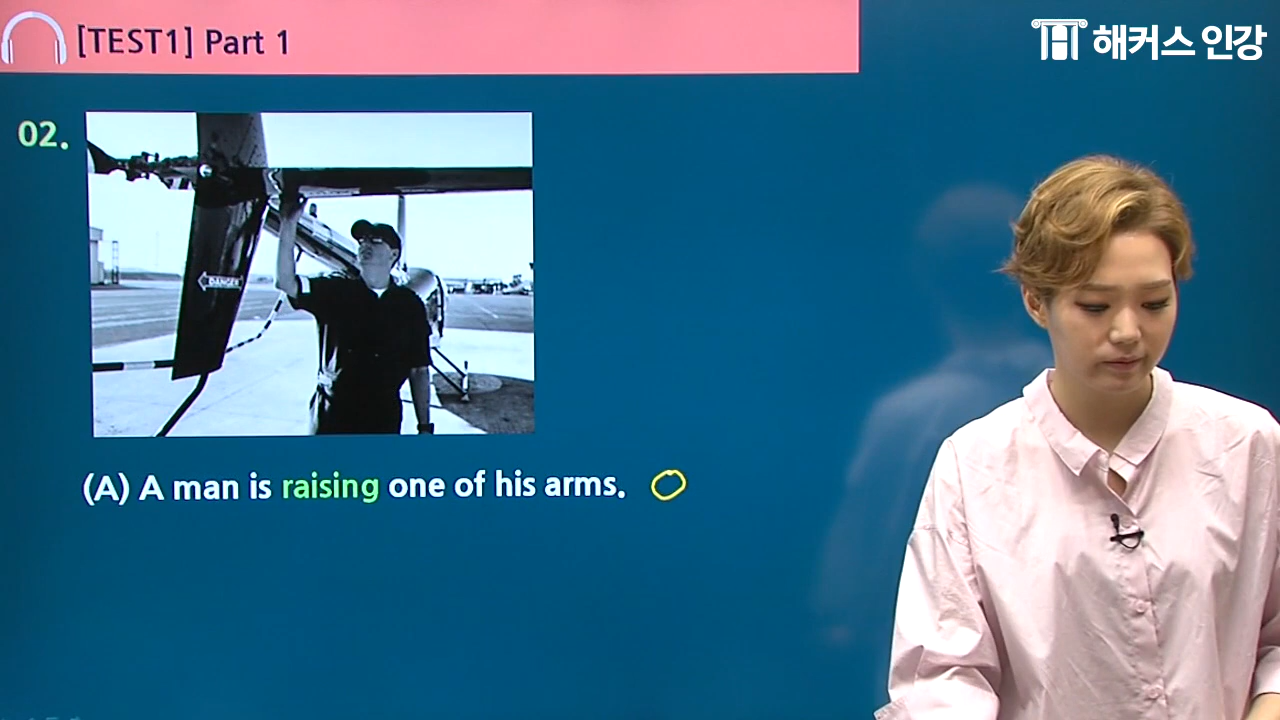 [TEST1] Part 1
해커스 인강
02.
DANGER
(A) A man is raising one of his arms.